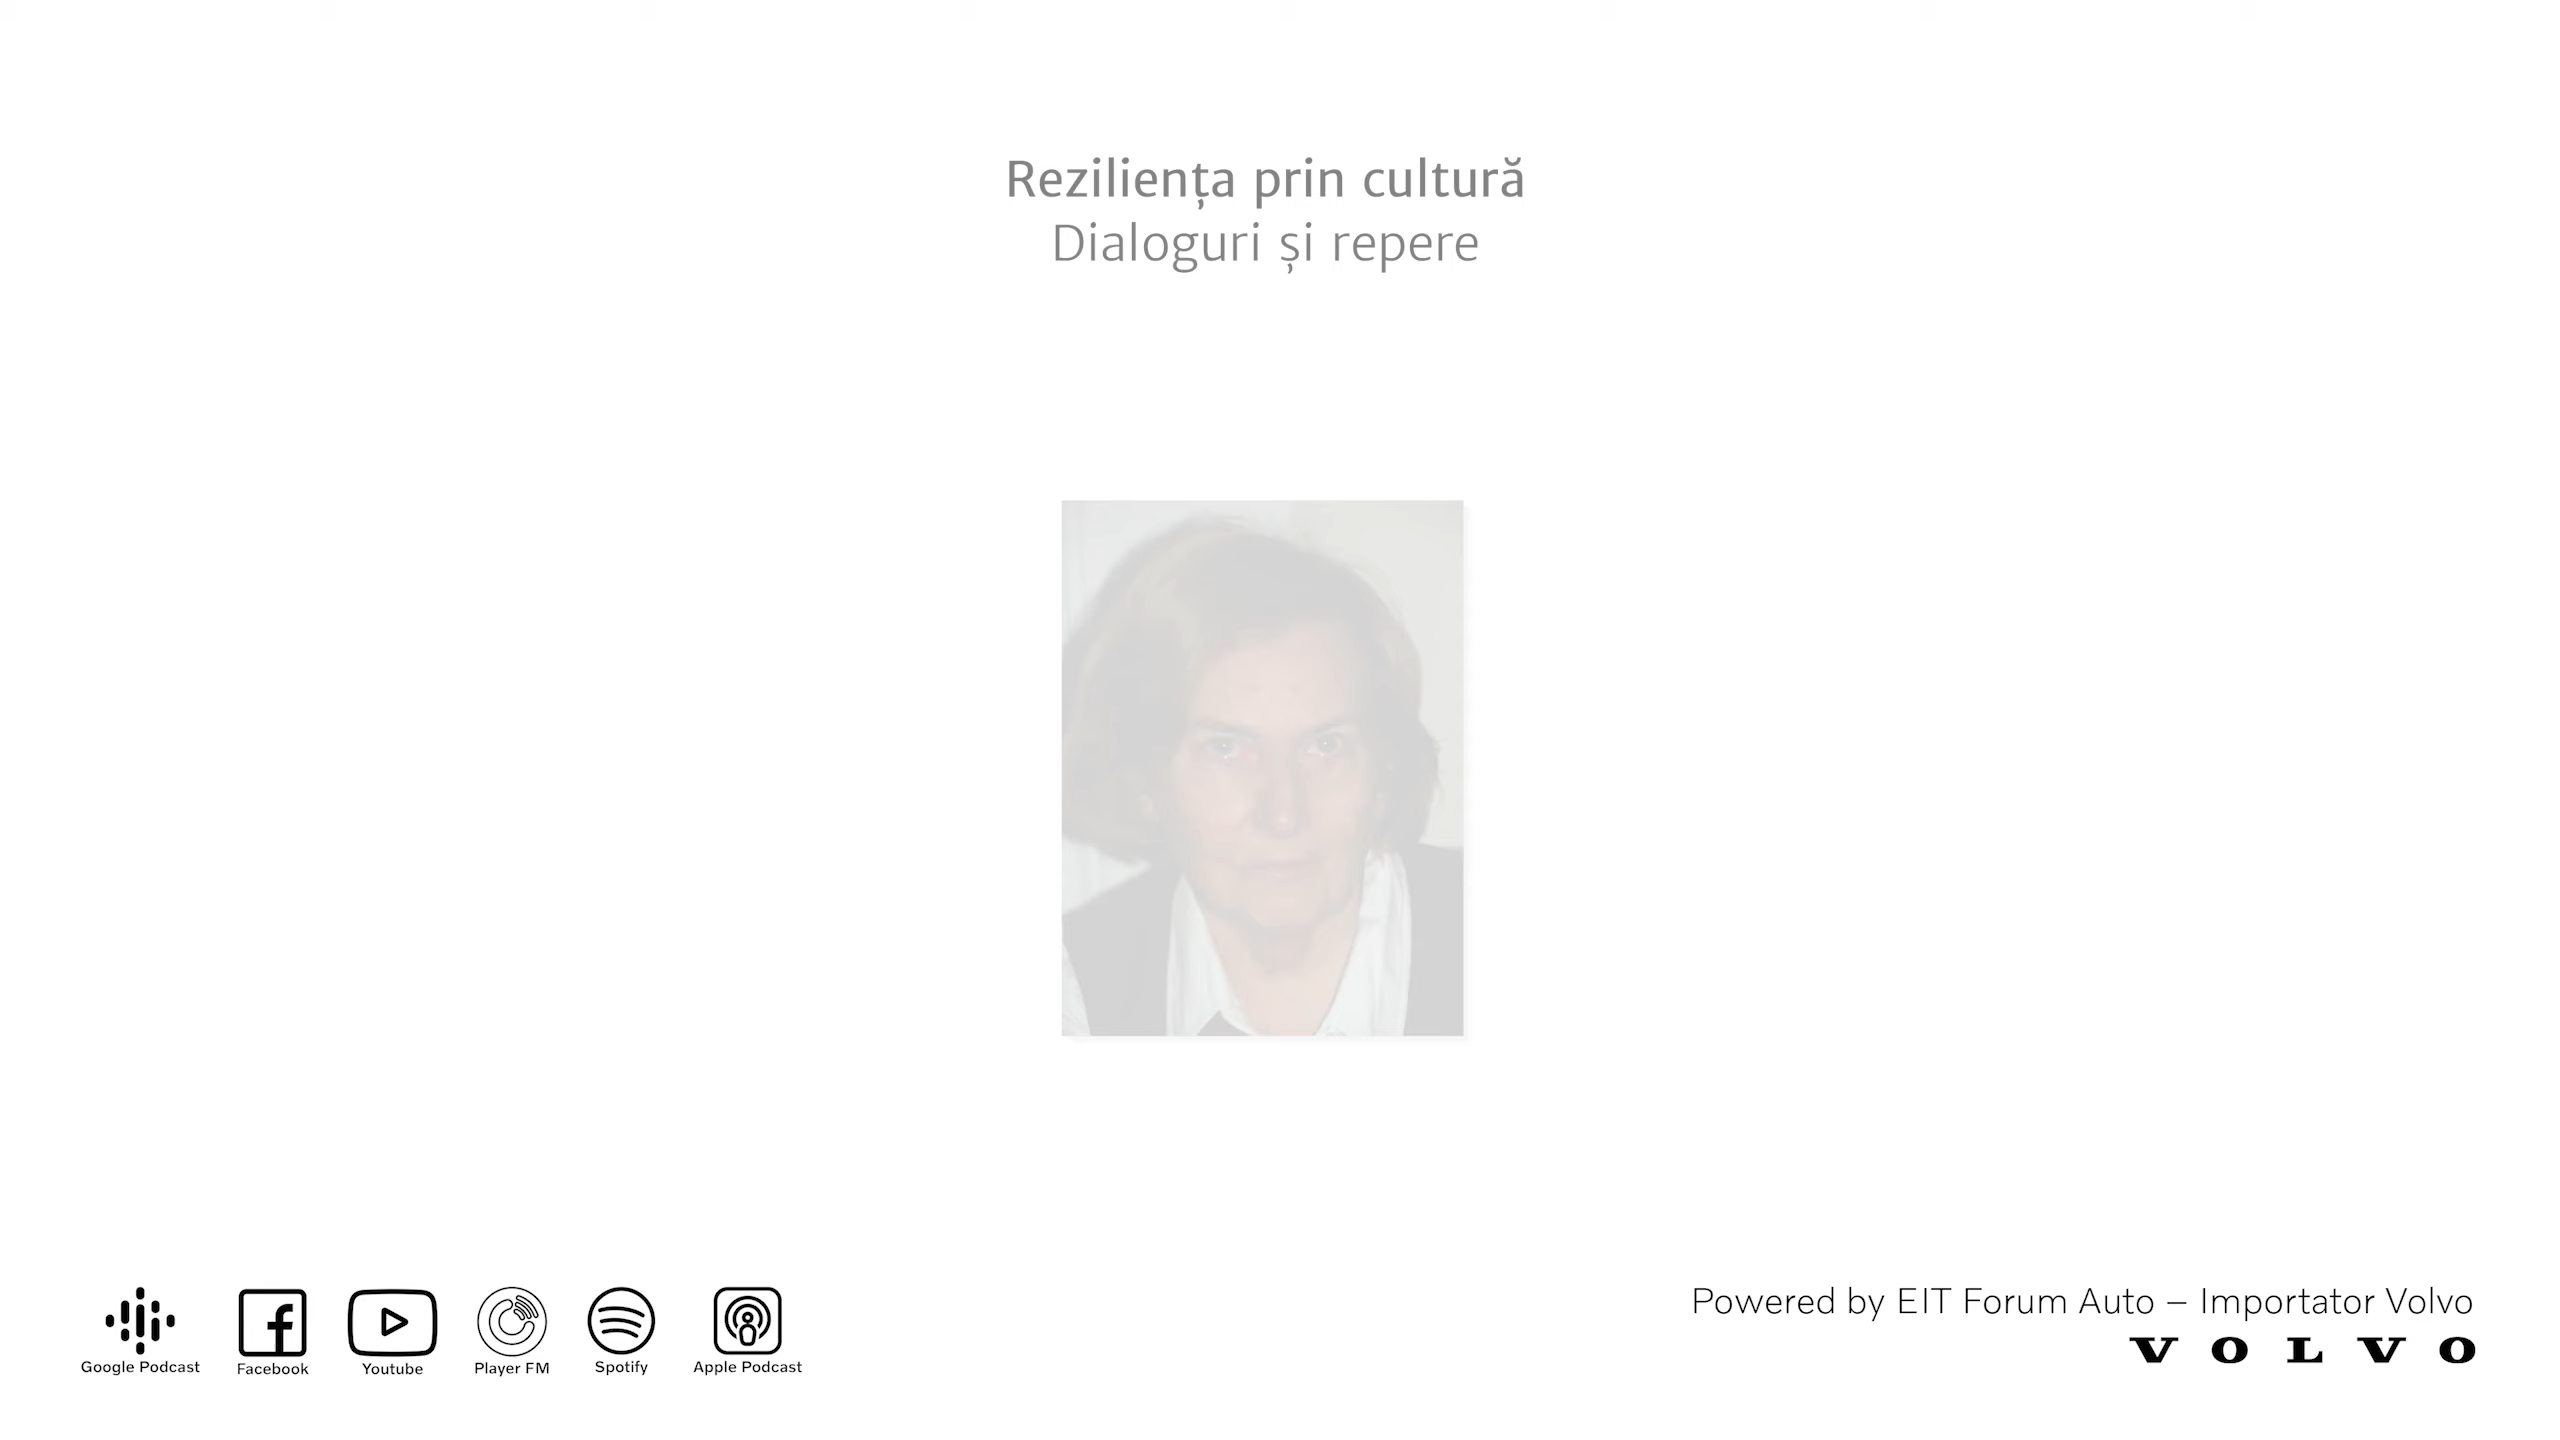 Reziliența prin cultură
Dialoguri și repere
Google Podcast
Facebook
Youtube
Player FM
Spotify
Apple Podcast
Powered by EIT Forum Auto – Importator Volvo
VOLVO